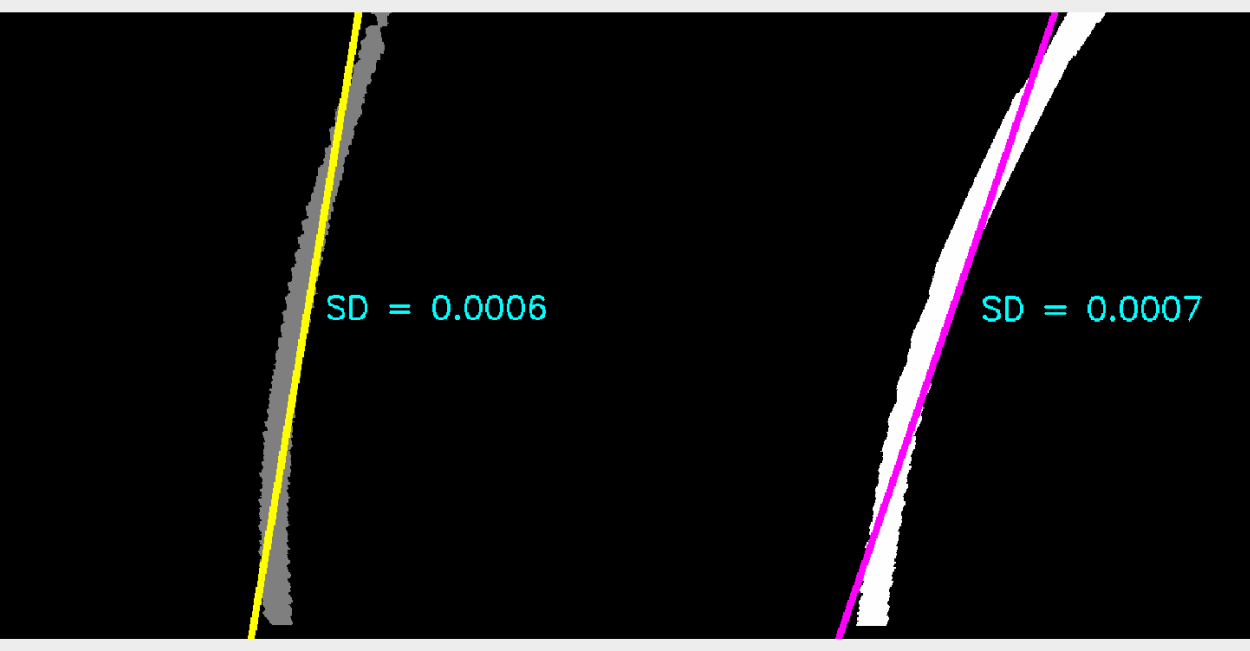 SD = 0.0006
SD = 0.0007